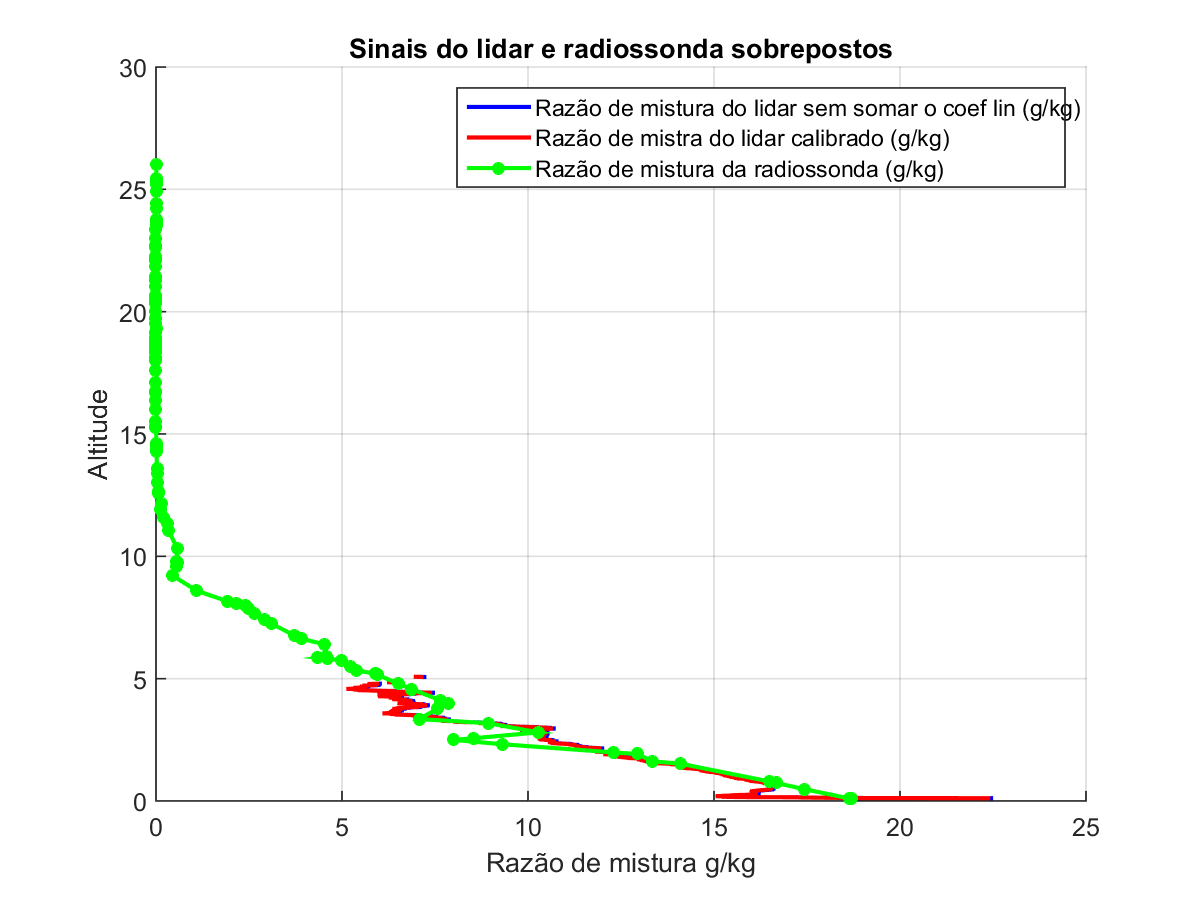 Sinais do lidar e radiossonda sobrepostos
30
Razão de mistura do lidar sem somar o coef lin (g/kg)
Razão de mistra do lidar calibrado (g/kg)
Razão de mistura da radiossonda (g/kg)
25
20
15
Altitude
10
5
0
0 5 10 15 20 25
Razão de mistura g/kg